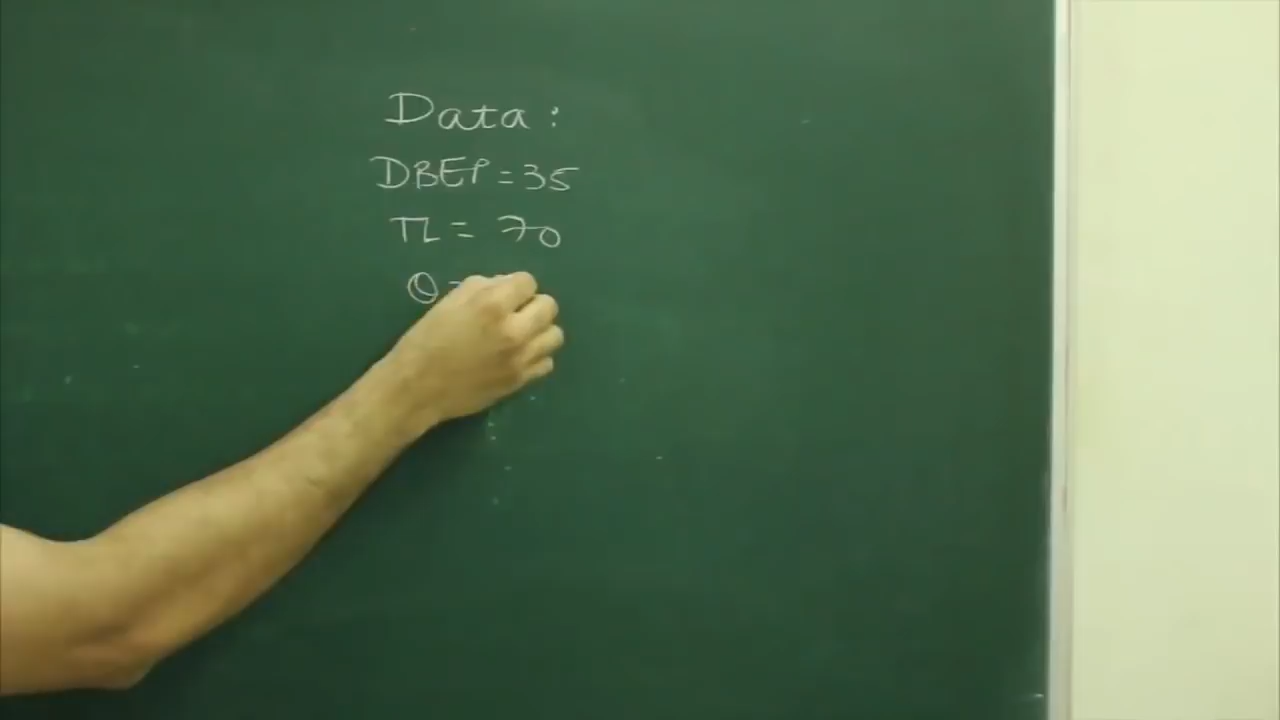 Data:
DBEP = 35
TL = 70
θ =